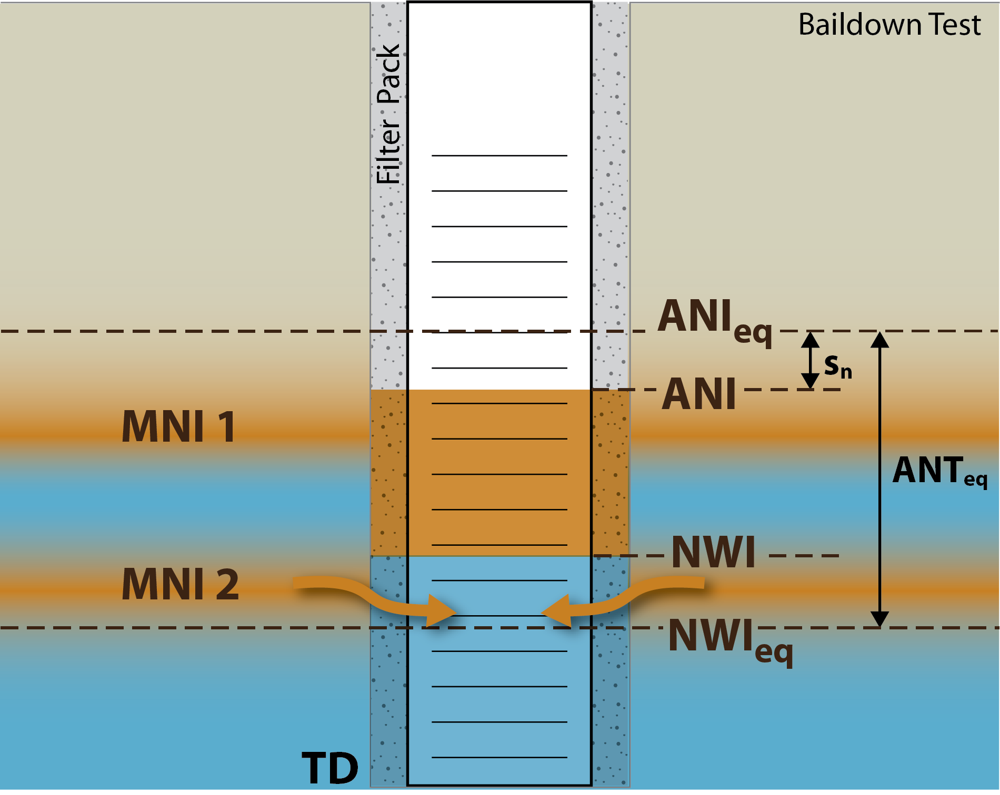 Baildown Test
Filter Pack
ANIeq
sn
ANI
MNI 1
ANTeq
NWI
MNI 2
NWIeq
TD